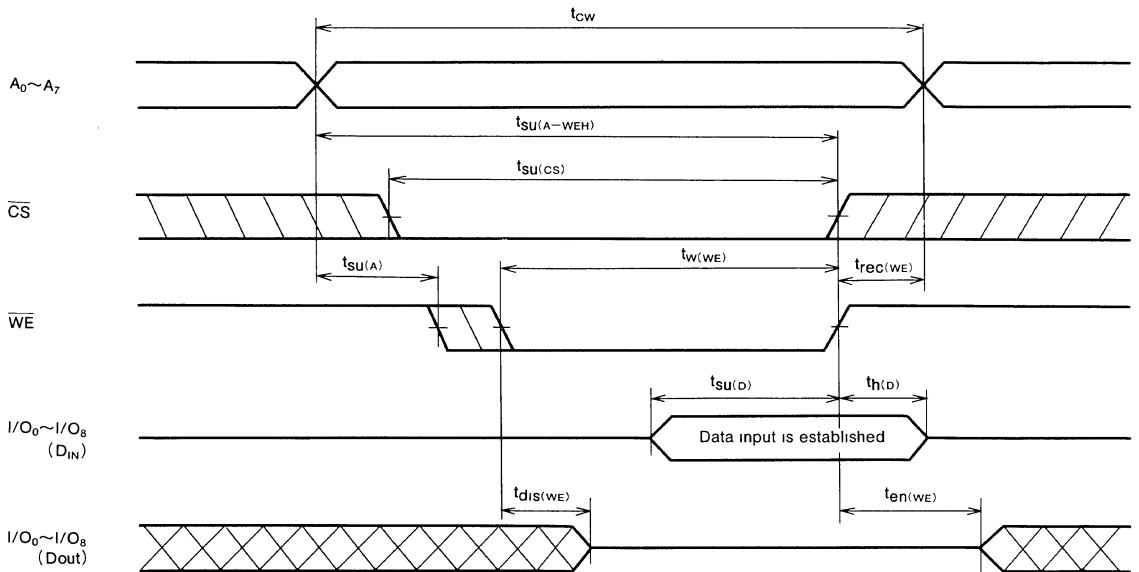 tCW
A0~A7
tSU(A-WEH)
tSU(CS)
CS
tSU(A)
tW(WE)
trec(WE)
WE
tSU(D)
th(D)
I/O0~I/O8
(DIN)
Data input is established
tdis(WE)
ten(WE)
I/O0~I/O8
(Dout)